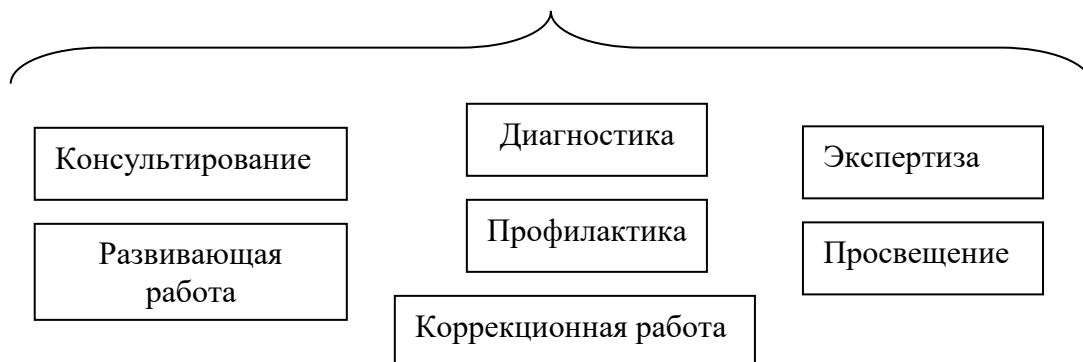 Консультирование
Развивающая
работа
Диагностика
Профилактика
Коррекционная работа
Экспертиза
Просвещение